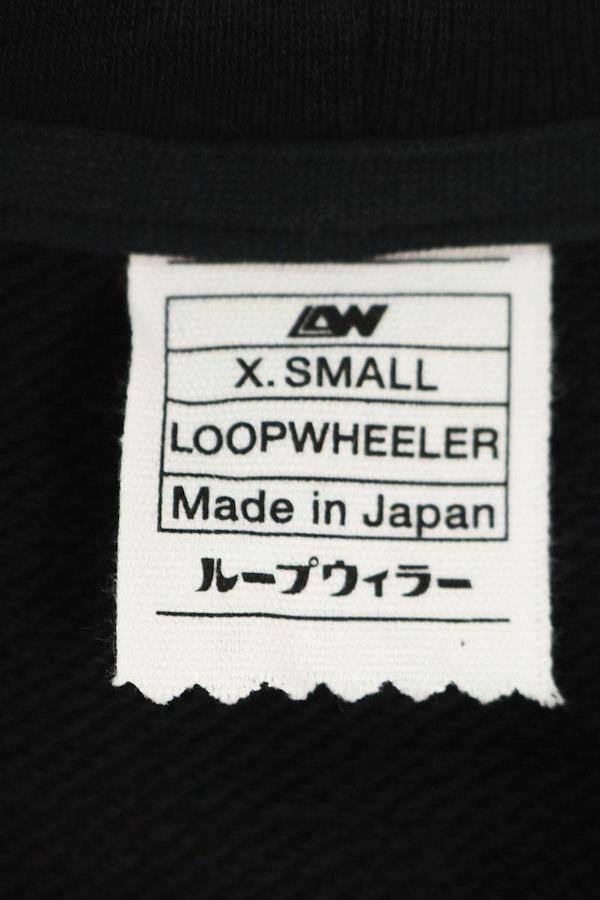 LW
X. SMALL
LOOPWHEELER
Made in Japan
ループウィラー